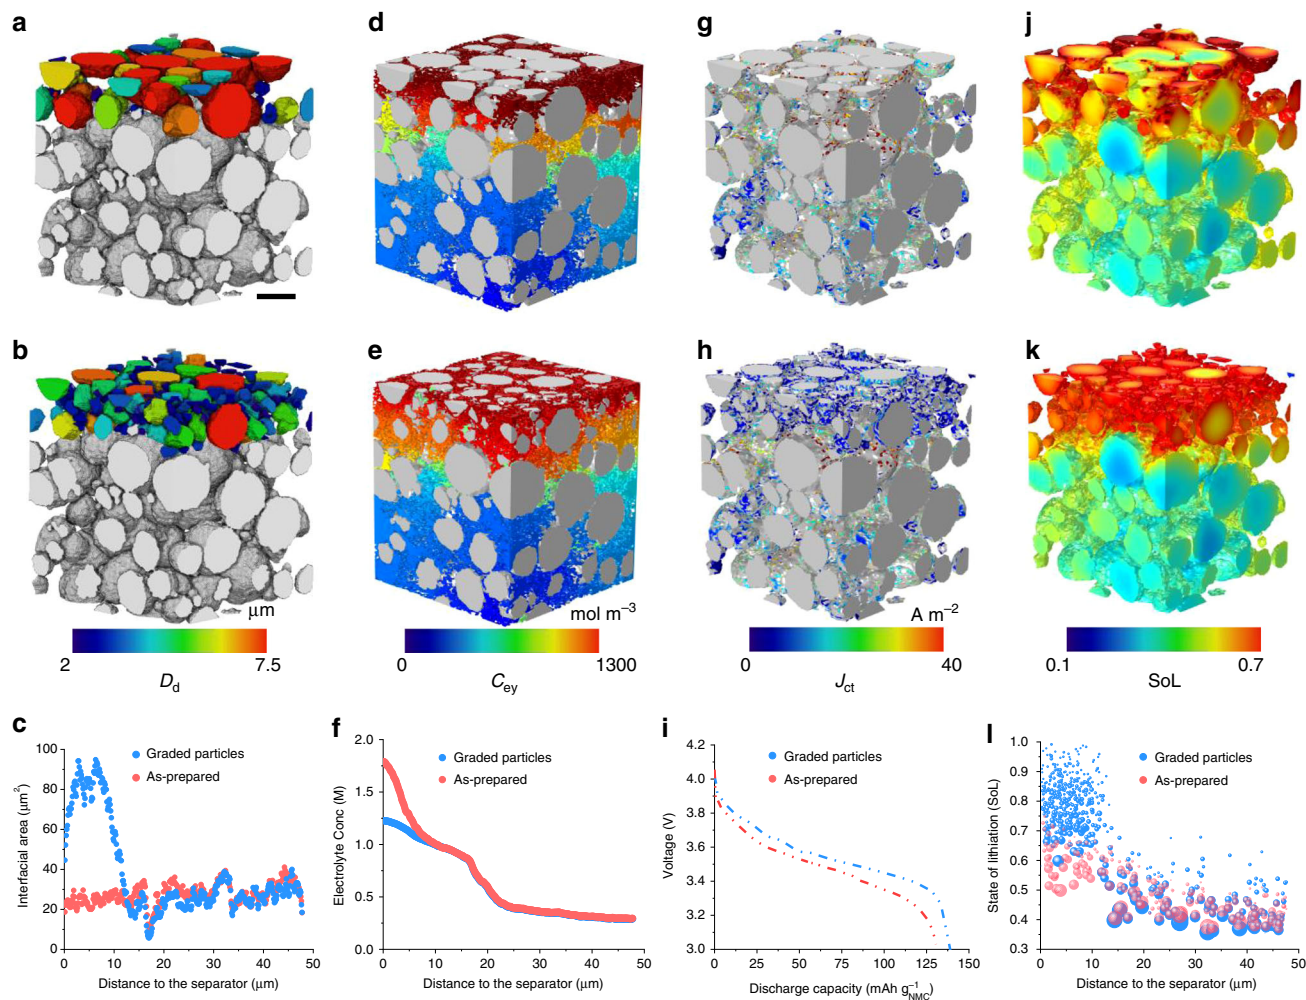 a
d
g
j
b
e
h
k
μm
2
7.5
D_d
mol m⁻³
0
1300
C_ey
A m⁻²
0
40
J_ct
0.1
0.7
SoL
c
100
80
60
40
20
0
Interfacial area (μm²)
Graded particles
As-prepared
0 10 20 30 40 50
Distance to the separator (μm)
f
2.0
1.5
1.0
0.5
0.0
Electrolyte Conc (M)
Graded particles
As-prepared
0 10 20 30 40 50
Distance to the separator (μm)
i
4.2
4.0
3.8
3.6
3.4
3.2
3.0
Voltage (V)
Graded particles
As-prepared
0 25 50 75 100 125 150
Discharge capacity (mAh g⁻¹_NMC)
l
1.0
0.9
0.8
0.7
0.6
0.5
0.4
0.3
State of lithiation (SoL)
Graded particles
As-prepared
0 10 20 30 40 50
Distance to the separator (μm)